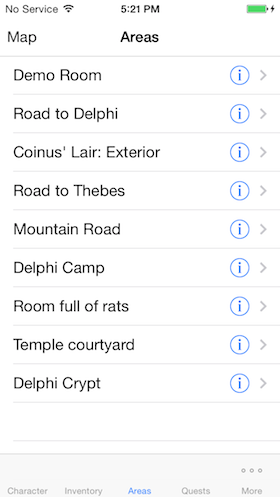 No Service 5:21 PM
Map Areas
Demo Room
Road to Delphi
Coinus' Lair: Exterior
Road to Thebes
Mountain Road
Delphi Camp
Room full of rats
Temple courtyard
Delphi Crypt
Character Inventory Areas Quests More